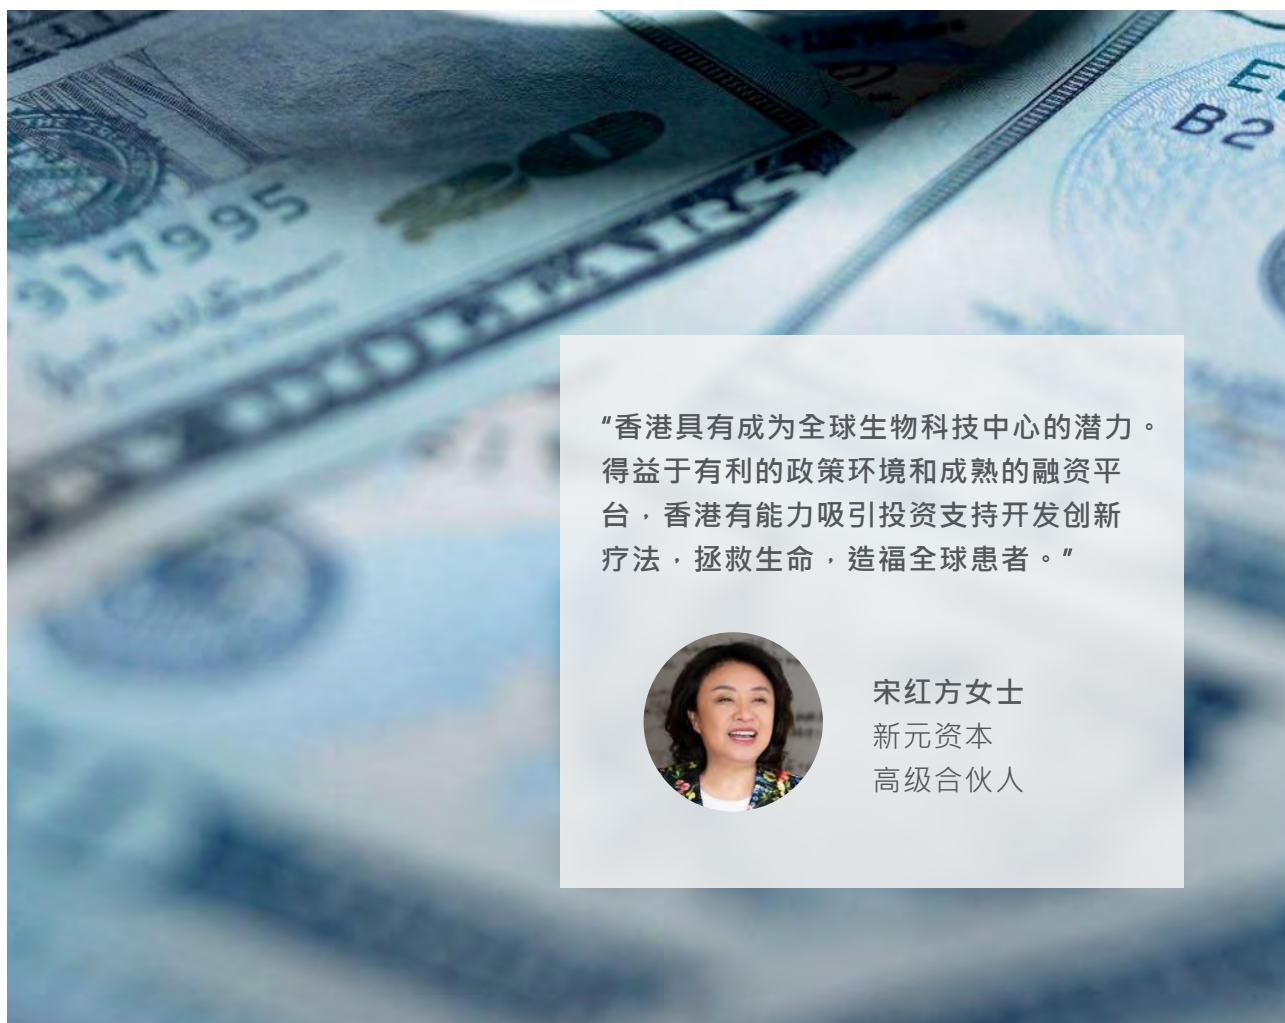 917995
DOLLARS
B2
“香港具有成为全球生物科技中心的潜力。
得益于有利的政策环境和成熟的融资平
台，香港有能力吸引投资支持开发创新
疗法，拯救生命，造福全球患者。”
宋红方女士
新元资本
高级合伙人